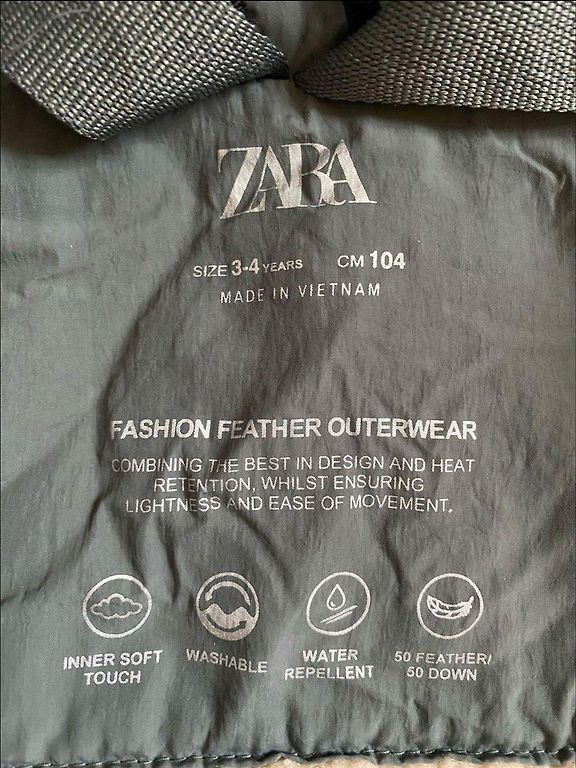 ZARA
SIZE 3-4 YEARS CM 104
MADE IN VIETNAM
FASHION FEATHER OUTERWEAR
COMBINING THE BEST IN DESIGN AND HEAT
RETENTION, WHILST ENSURING
LIGHTNESS AND EASE OF MOVEMENT.
INNER SOFT
TOUCH
WASHABLE
WATER
REPELLENT
50 FEATHER/
50 DOWN